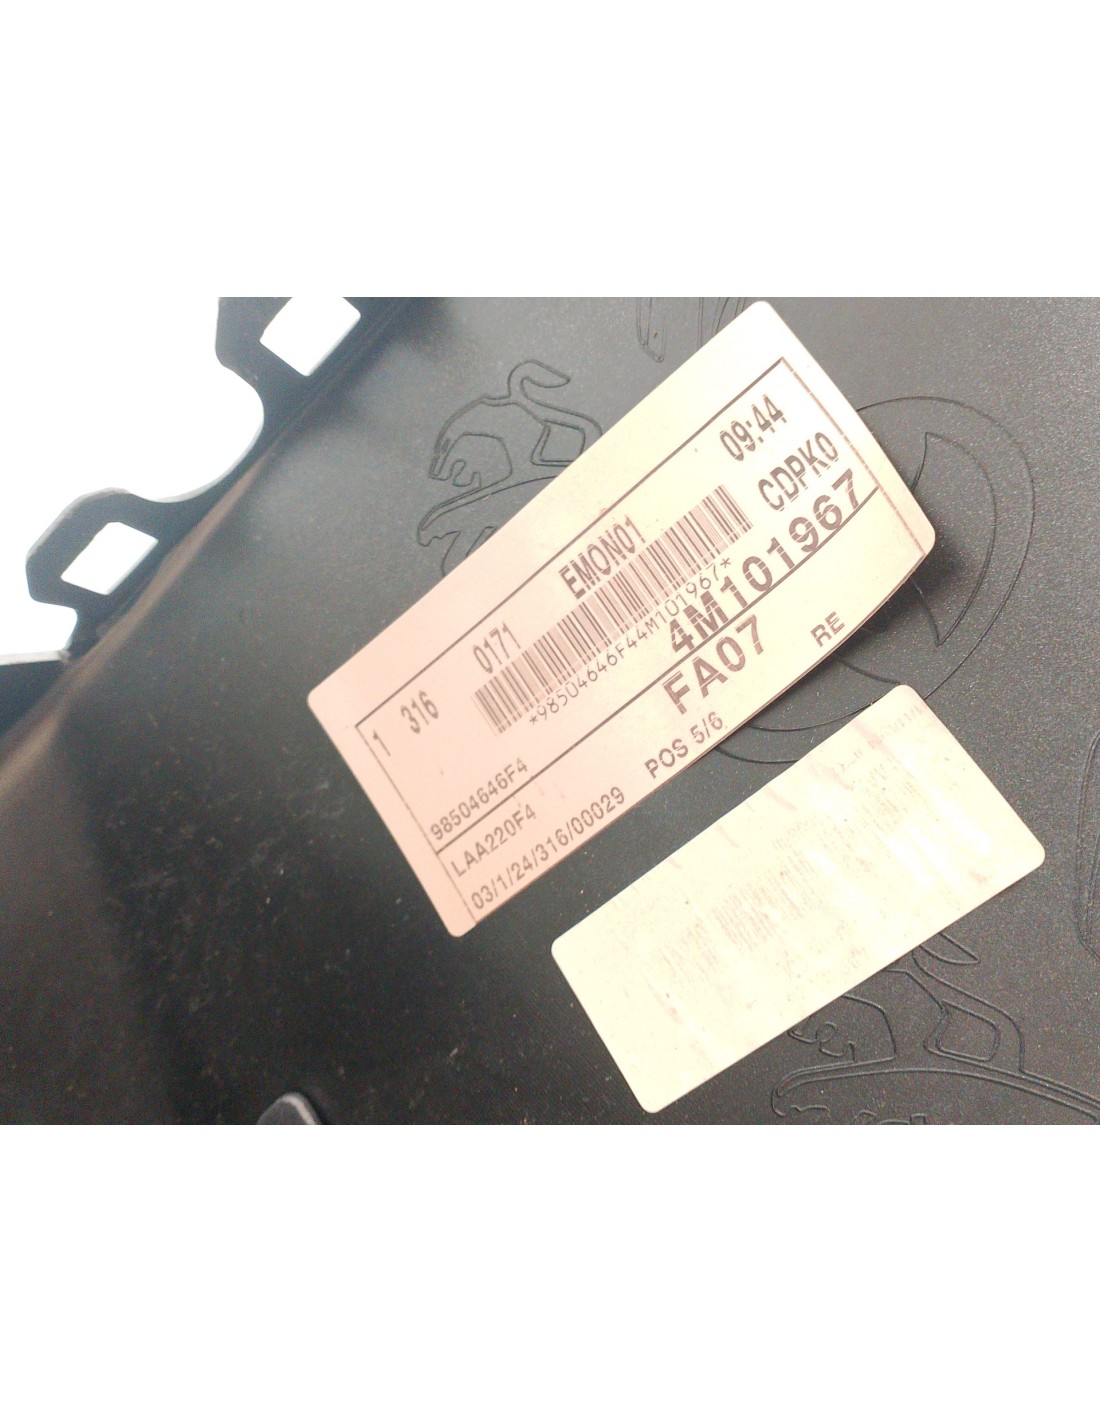 1 316 0171 EMON01 09:44
*98504646F44M101967* CDPK0
98504646F4 4M101967
LAA220F4 FA07
03/1/24/316/00029 POS 5/6 RE